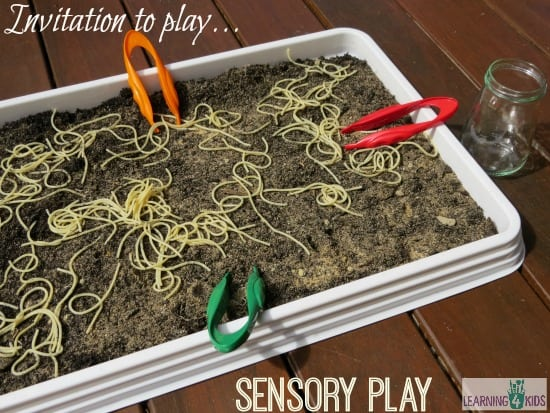 Invitation to play...
SENSORY PLAY
LEARNING 4 KIDS